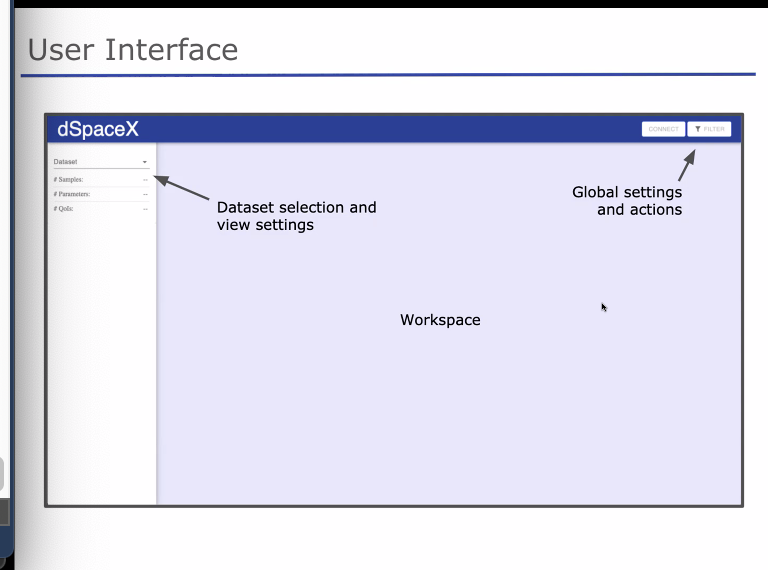 User Interface
dSpaceX
CONNECT
FILTER
Dataset
# Samples: --
# Parameters: --
# QoIs: --
Dataset selection and
view settings
Global settings
and actions
Workspace